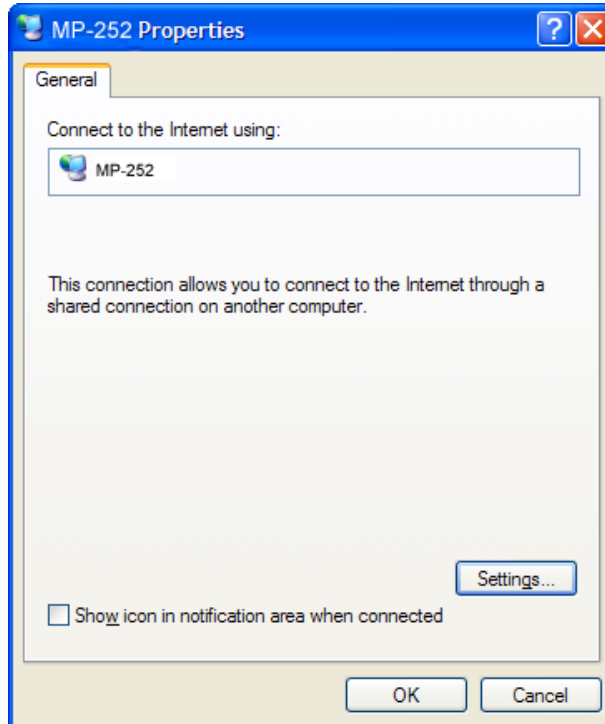 MP-252 Properties
General
Connect to the Internet using:
MP-252
This connection allows you to connect to the Internet through a
shared connection on another computer.
Settings...
Show icon in notification area when connected
OK
Cancel